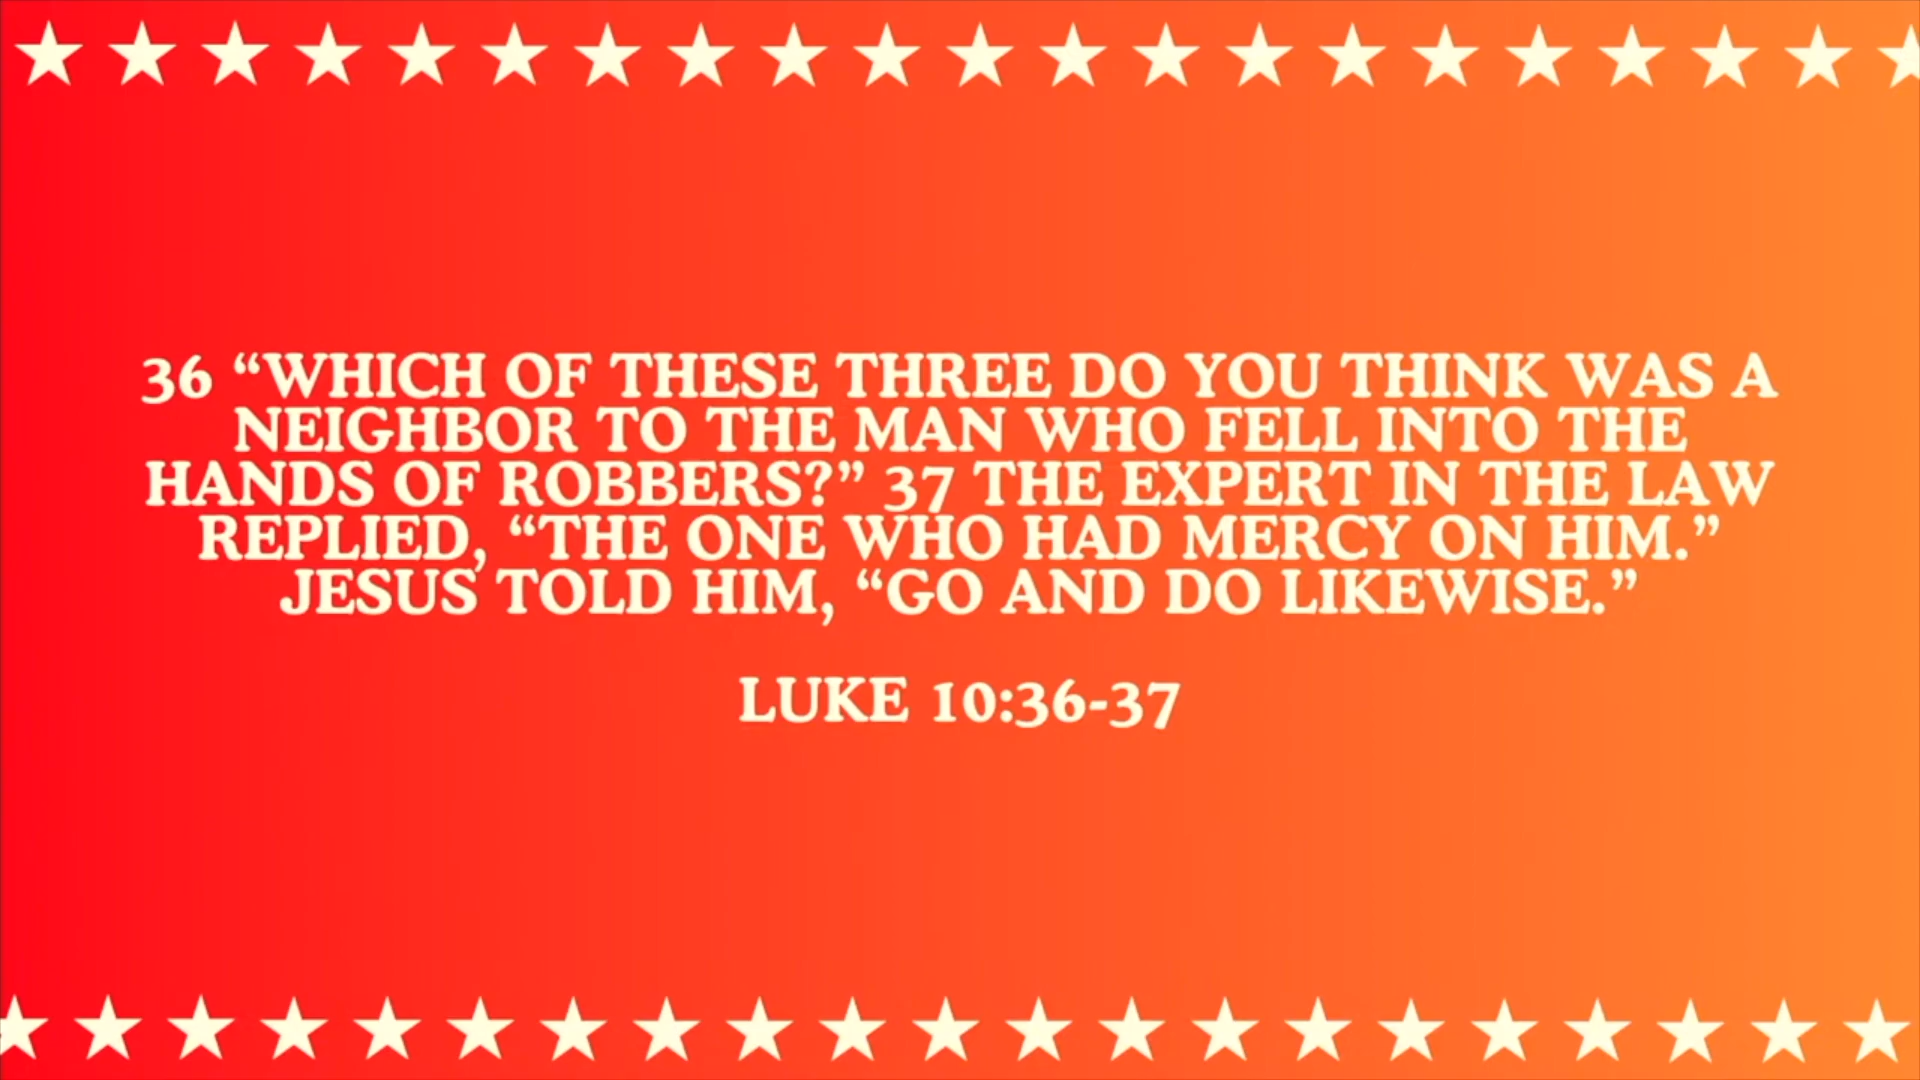 36 “WHICH OF THESE THREE DO YOU THINK WAS A
NEIGHBOR TO THE MAN WHO FELL INTO THE
HANDS OF ROBBERS?” 37 THE EXPERT IN THE LAW
REPLIED, “THE ONE WHO HAD MERCY ON HIM.”
JESUS TOLD HIM, “GO AND DO LIKEWISE.”
LUKE 10:36-37